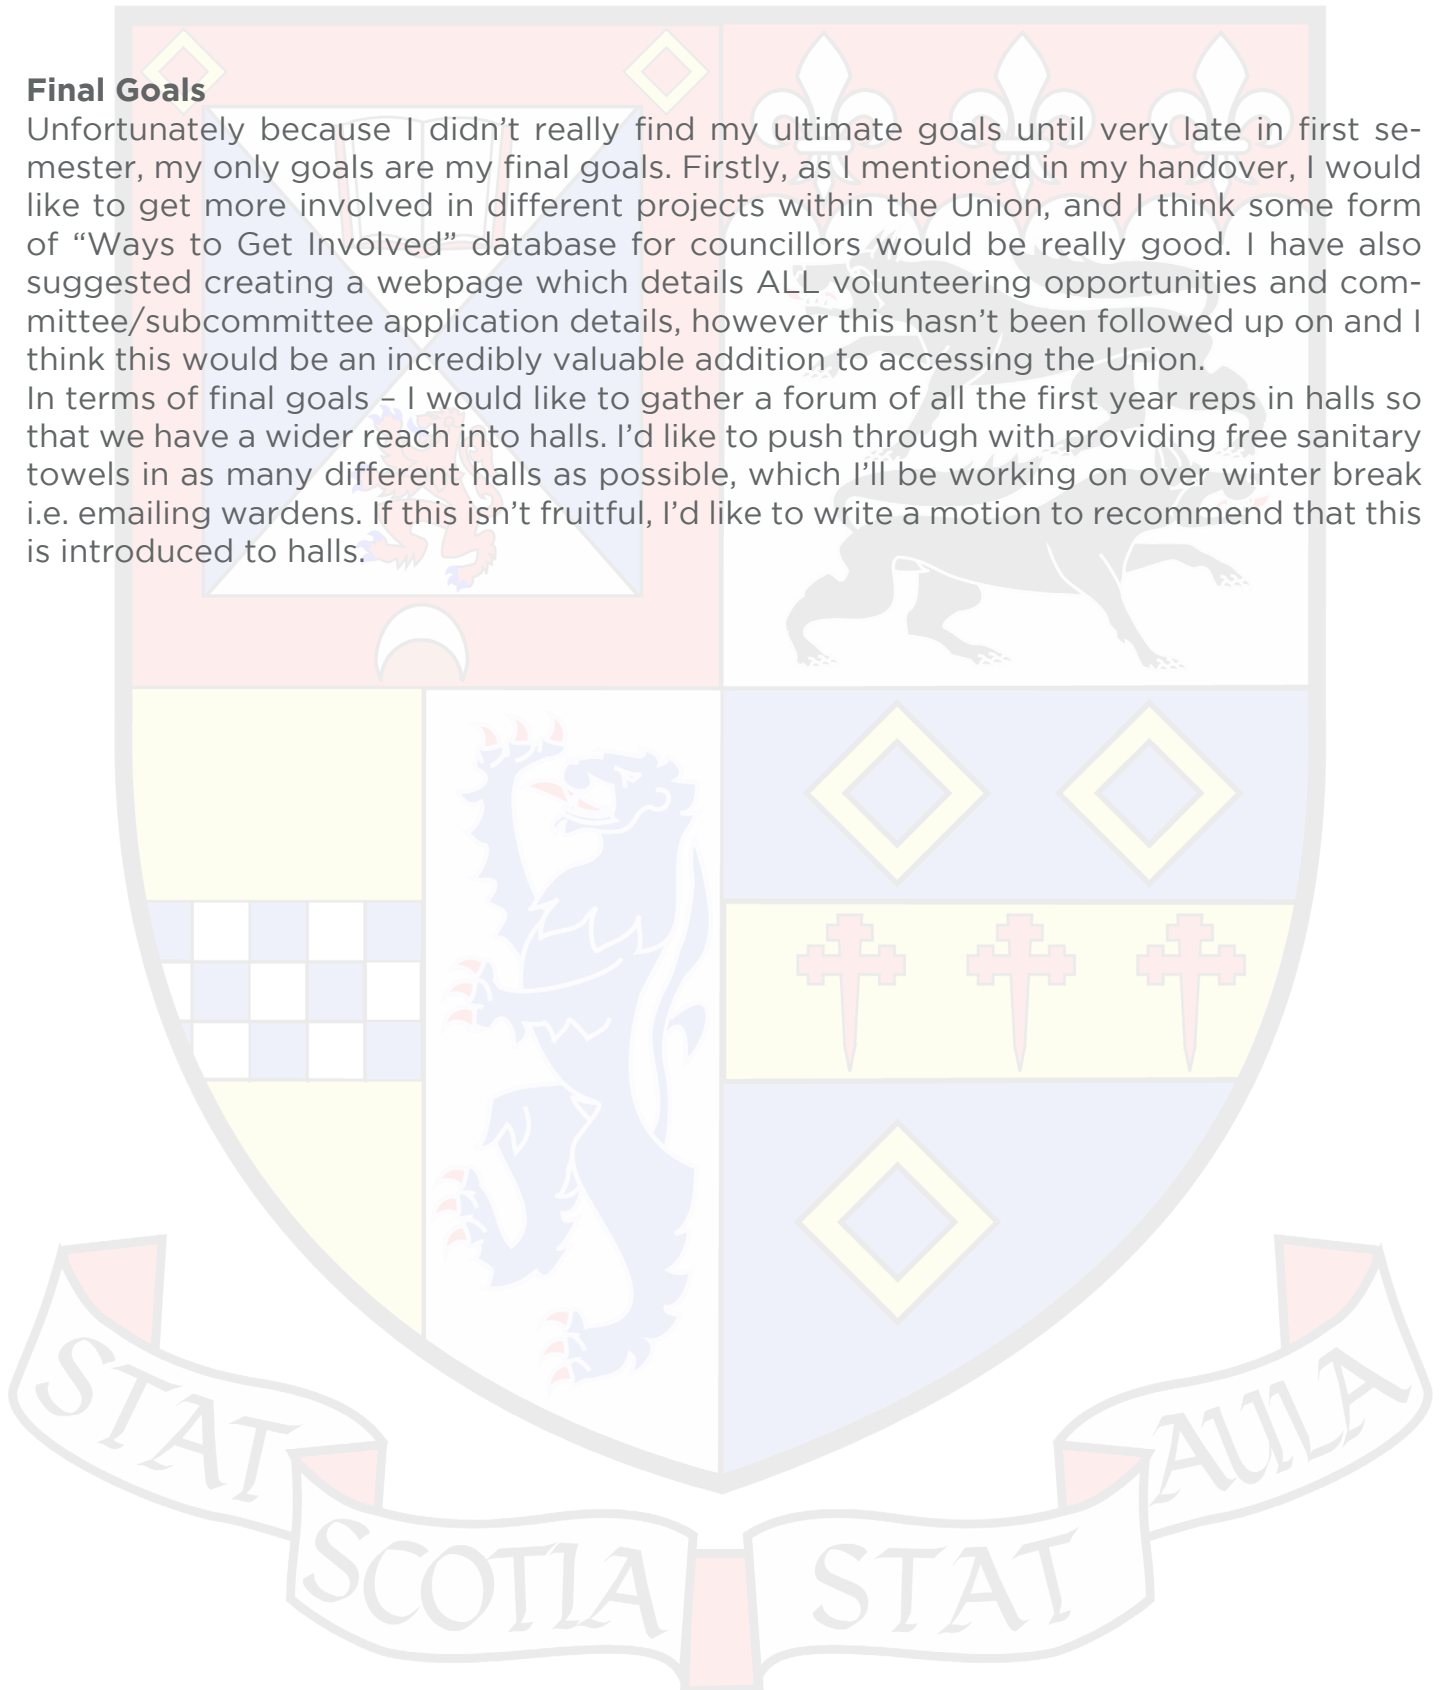 Final Goals
Unfortunately because I didn’t really find my ultimate goals until very late in first se-
mester, my only goals are my final goals. Firstly, as I mentioned in my handover, I would
like to get more involved in different projects within the Union, and I think some form
of “Ways to Get Involved” database for councillors would be really good. I have also
suggested creating a webpage which details ALL volunteering opportunities and com-
mittee/subcommittee application details, however this hasn’t been followed up on and I
think this would be an incredibly valuable addition to accessing the Union.
In terms of final goals – I would like to gather a forum of all the first year reps in halls so
that we have a wider reach into halls. I’d like to push through with providing free sanitary
towels in as many different halls as possible, which I’ll be working on over winter break
i.e. emailing wardens. If this isn’t fruitful, I’d like to write a motion to recommend that this
is introduced to halls.
STAT
SCOTIA
STAT
AULA